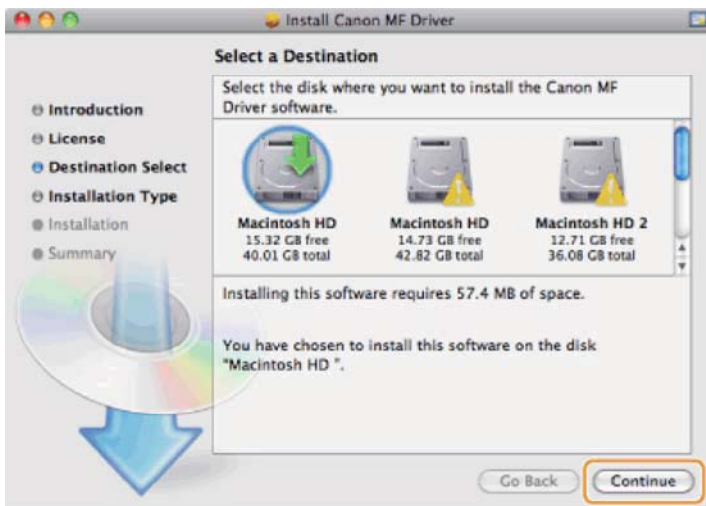 Install Canon MF Driver
Select a Destination
Introduction
License
Destination Select
Installation Type
Installation
Summary
Select the disk where you want to install the Canon MF
Driver software.
Macintosh HD
15.32 GB free
40.01 GB total
Macintosh HD
14.73 GB free
42.82 GB total
Macintosh HD 2
12.71 GB free
36.08 GB total
Installing this software requires 57.4 MB of space.
You have chosen to install this software on the disk
"Macintosh HD ".
Go Back
Continue